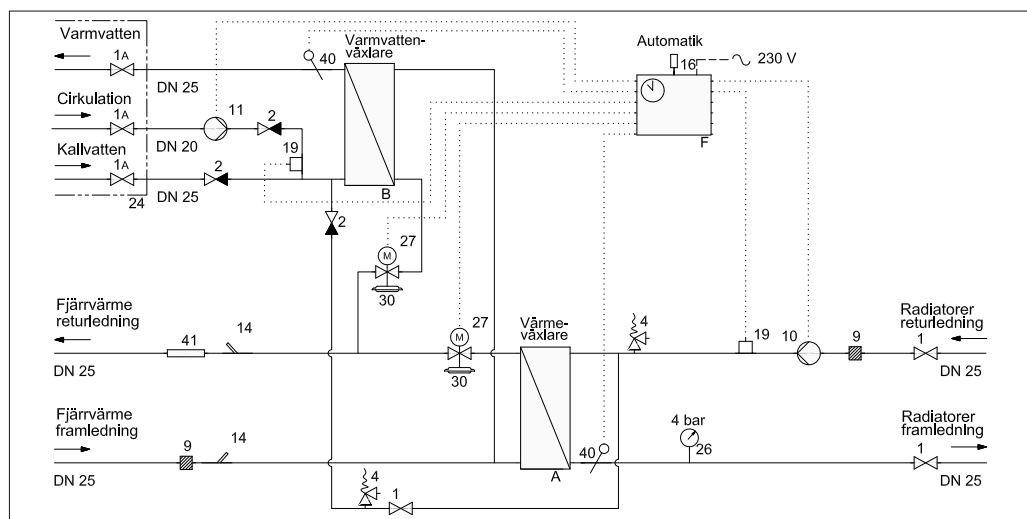 Varmvatten
1A
DN 25
40
Varmvatten-
växlare
B
Automatik
16
230 V
F
Cirkulation
1A
DN 20
11
2
19
Kallvatten
1A
24
DN 25
2
2
M
27
30
Fjärrvärme
returledning
41
14
DN 25
M
27
30
Värme-
växlare
4
19
10
9
1
Radiatorer
returledning
DN 25
Fjärrvärme
framledning
9
14
DN 25
A
40
4 bar
26
Radiatorer
framledning
1
DN 25
4
1